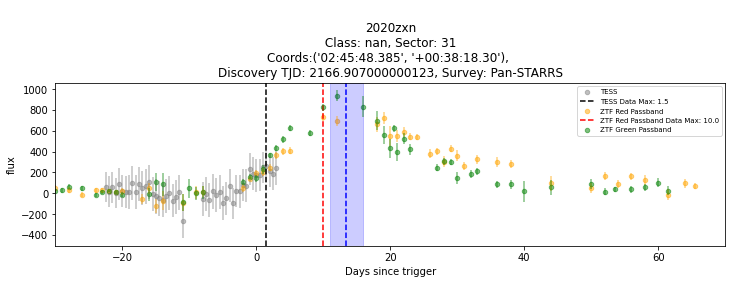 2020zxn
Class: nan, Sector: 31
Coords:('02:45:48.385', '+00:38:18.30'),
Discovery TJD: 2166.907000000123, Survey: Pan-STARRS
1000
800
600
400
200
0
−200
−400
flux
TESS
TESS Data Max: 1.5
ZTF Red Passband
ZTF Red Passband Data Max: 10.0
ZTF Green Passband
−20
0
20
40
60
Days since trigger